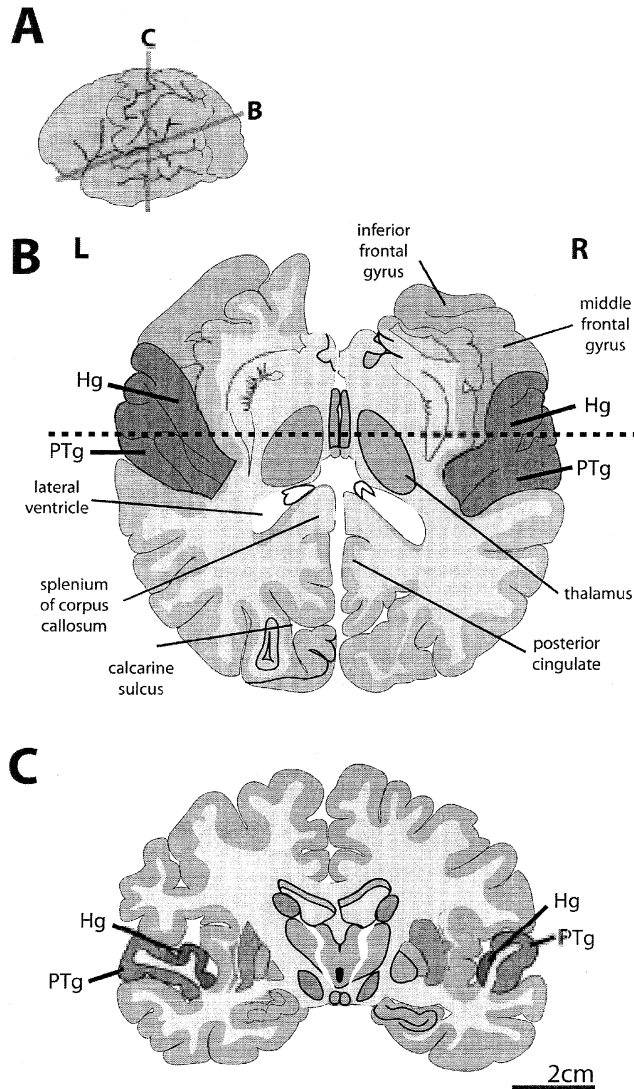 A
C
B
B
L
R
inferior
frontal
gyrus
middle
frontal
gyrus
Hg
Hg
PTg
PTg
lateral
ventricle
thalamus
splenium
of corpus
callosum
posterior
cingulate
calcarine
sulcus
C
Hg
Hg
PTg
PTg
2cm